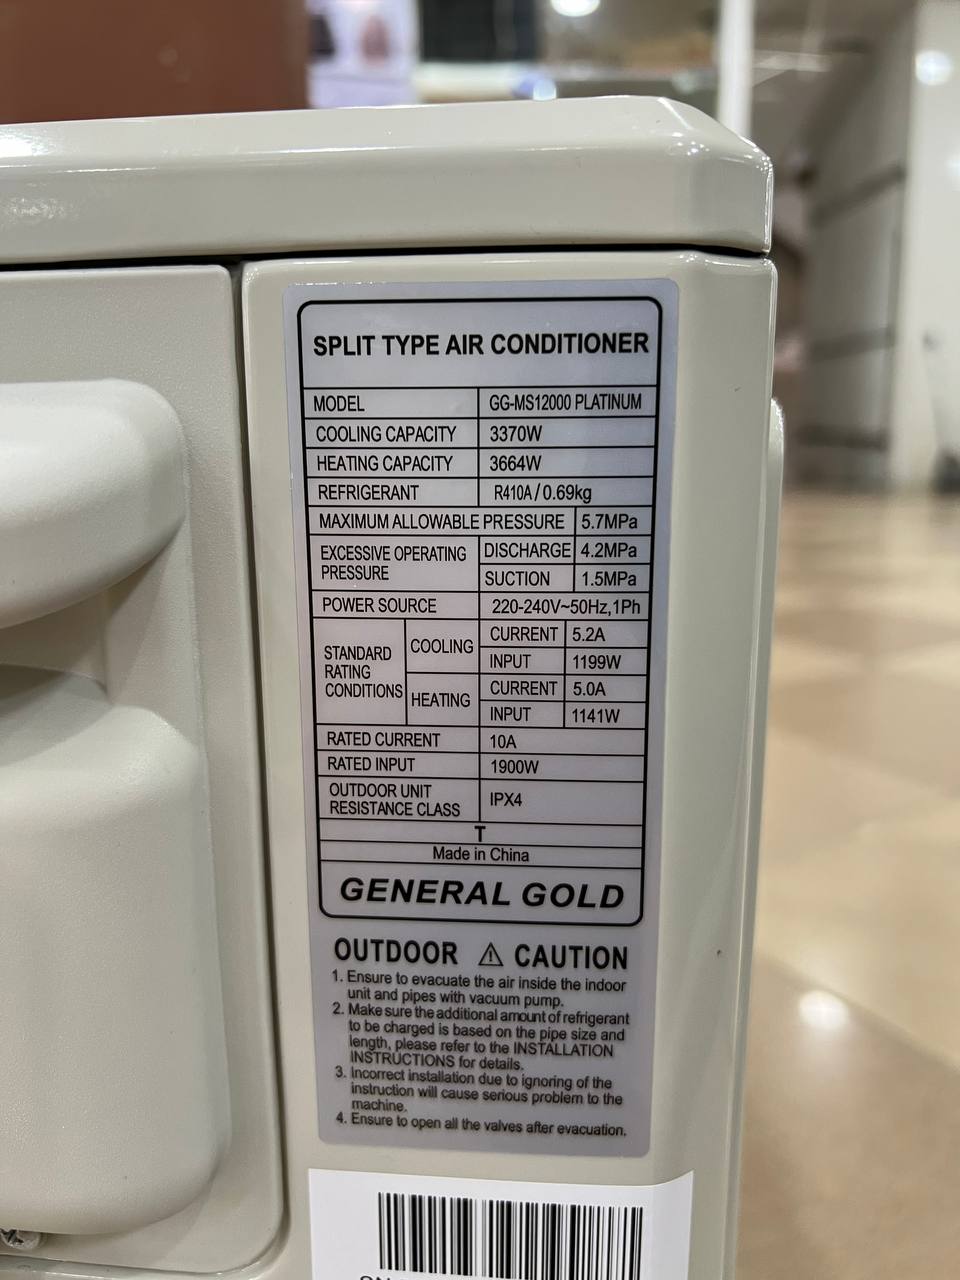 SPLIT TYPE AIR CONDITIONER
MODEL GG-MS12000 PLATINUM
COOLING CAPACITY 3370W
HEATING CAPACITY 3664W
REFRIGERANT R410A/0.69kg
MAXIMUM ALLOWABLE PRESSURE 5.7MPa
EXCESSIVE OPERATING PRESSURE DISCHARGE 4.2MPa
SUCTION 1.5MPa
POWER SOURCE 220-240V~50Hz,1Ph
STANDARD RATING CONDITIONS COOLING CURRENT 5.2A
INPUT 1199W
HEATING CURRENT 5.0A
INPUT 1141W
RATED CURRENT 10A
RATED INPUT 1900W
OUTDOOR UNIT RESISTANCE CLASS IPX4
T
Made in China
GENERAL GOLD
OUTDOOR ⚠ CAUTION
1. Ensure to evacuate the air inside the indoor
unit and pipes with vacuum pump.
2. Make sure the additional amount of refrigerant
to be charged is based on the pipe size and
length, please refer to the INSTALLATION
INSTRUCTIONS for details.
3. Incorrect installation due to ignoring of the
instruction will cause serious problem to the
machine.
4. Ensure to open all the valves after evacuation.